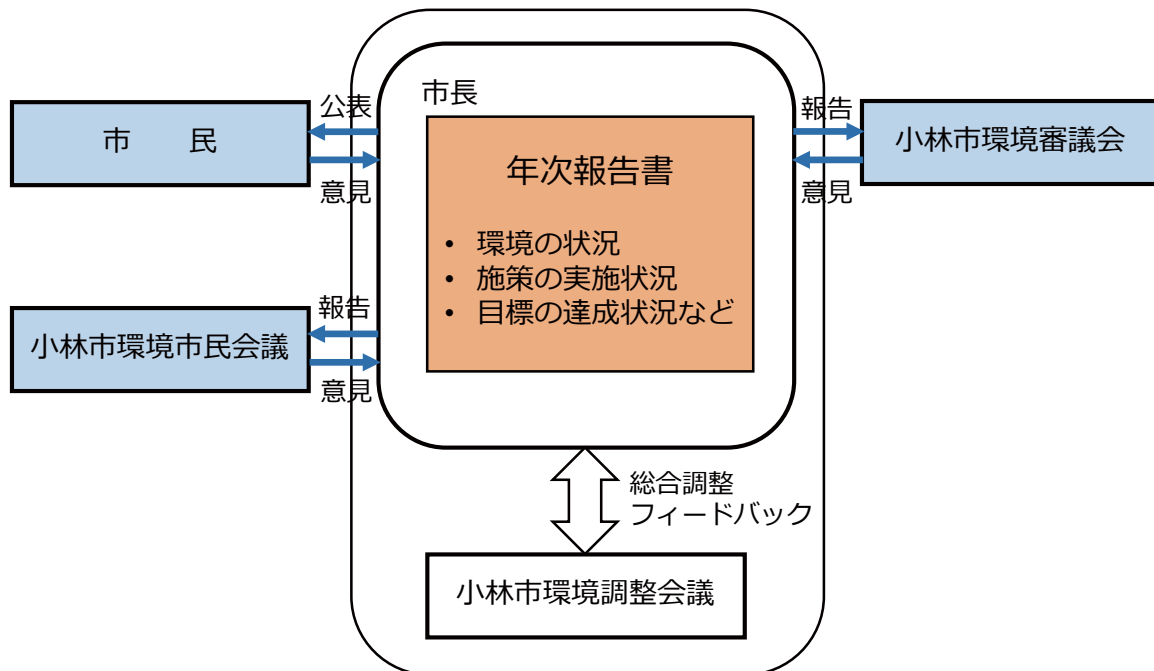 市長
公表
市　　民
意見
報告
小林市環境審議会
意見
年次報告書
• 環境の状況
• 施策の実施状況
• 目標の達成状況など
報告
小林市環境市民会議
意見
総合調整
フィードバック
小林市環境調整会議